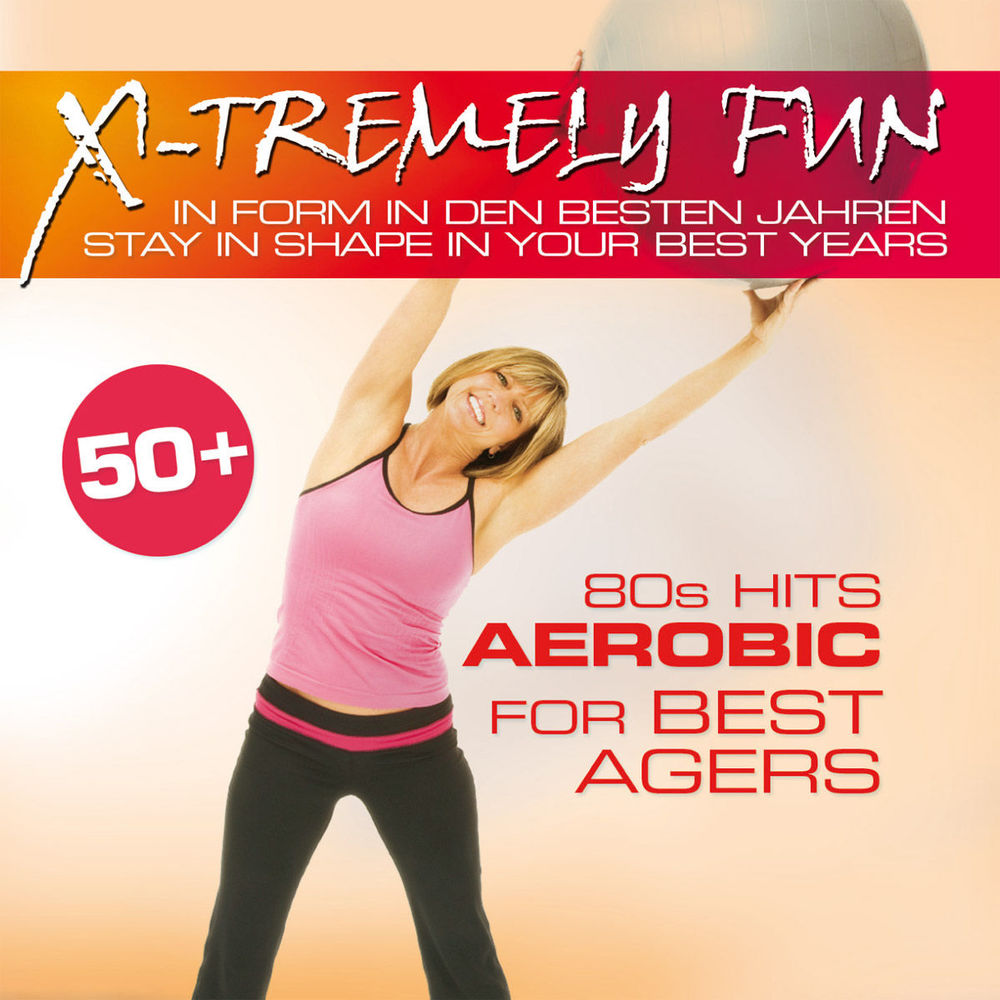 X-TREMELY FUN
IN FORM IN DEN BESTEN JAHREN
STAY IN SHAPE IN YOUR BEST YEARS
50+
80s HITS
AEROBIC
FOR BEST
AGERS